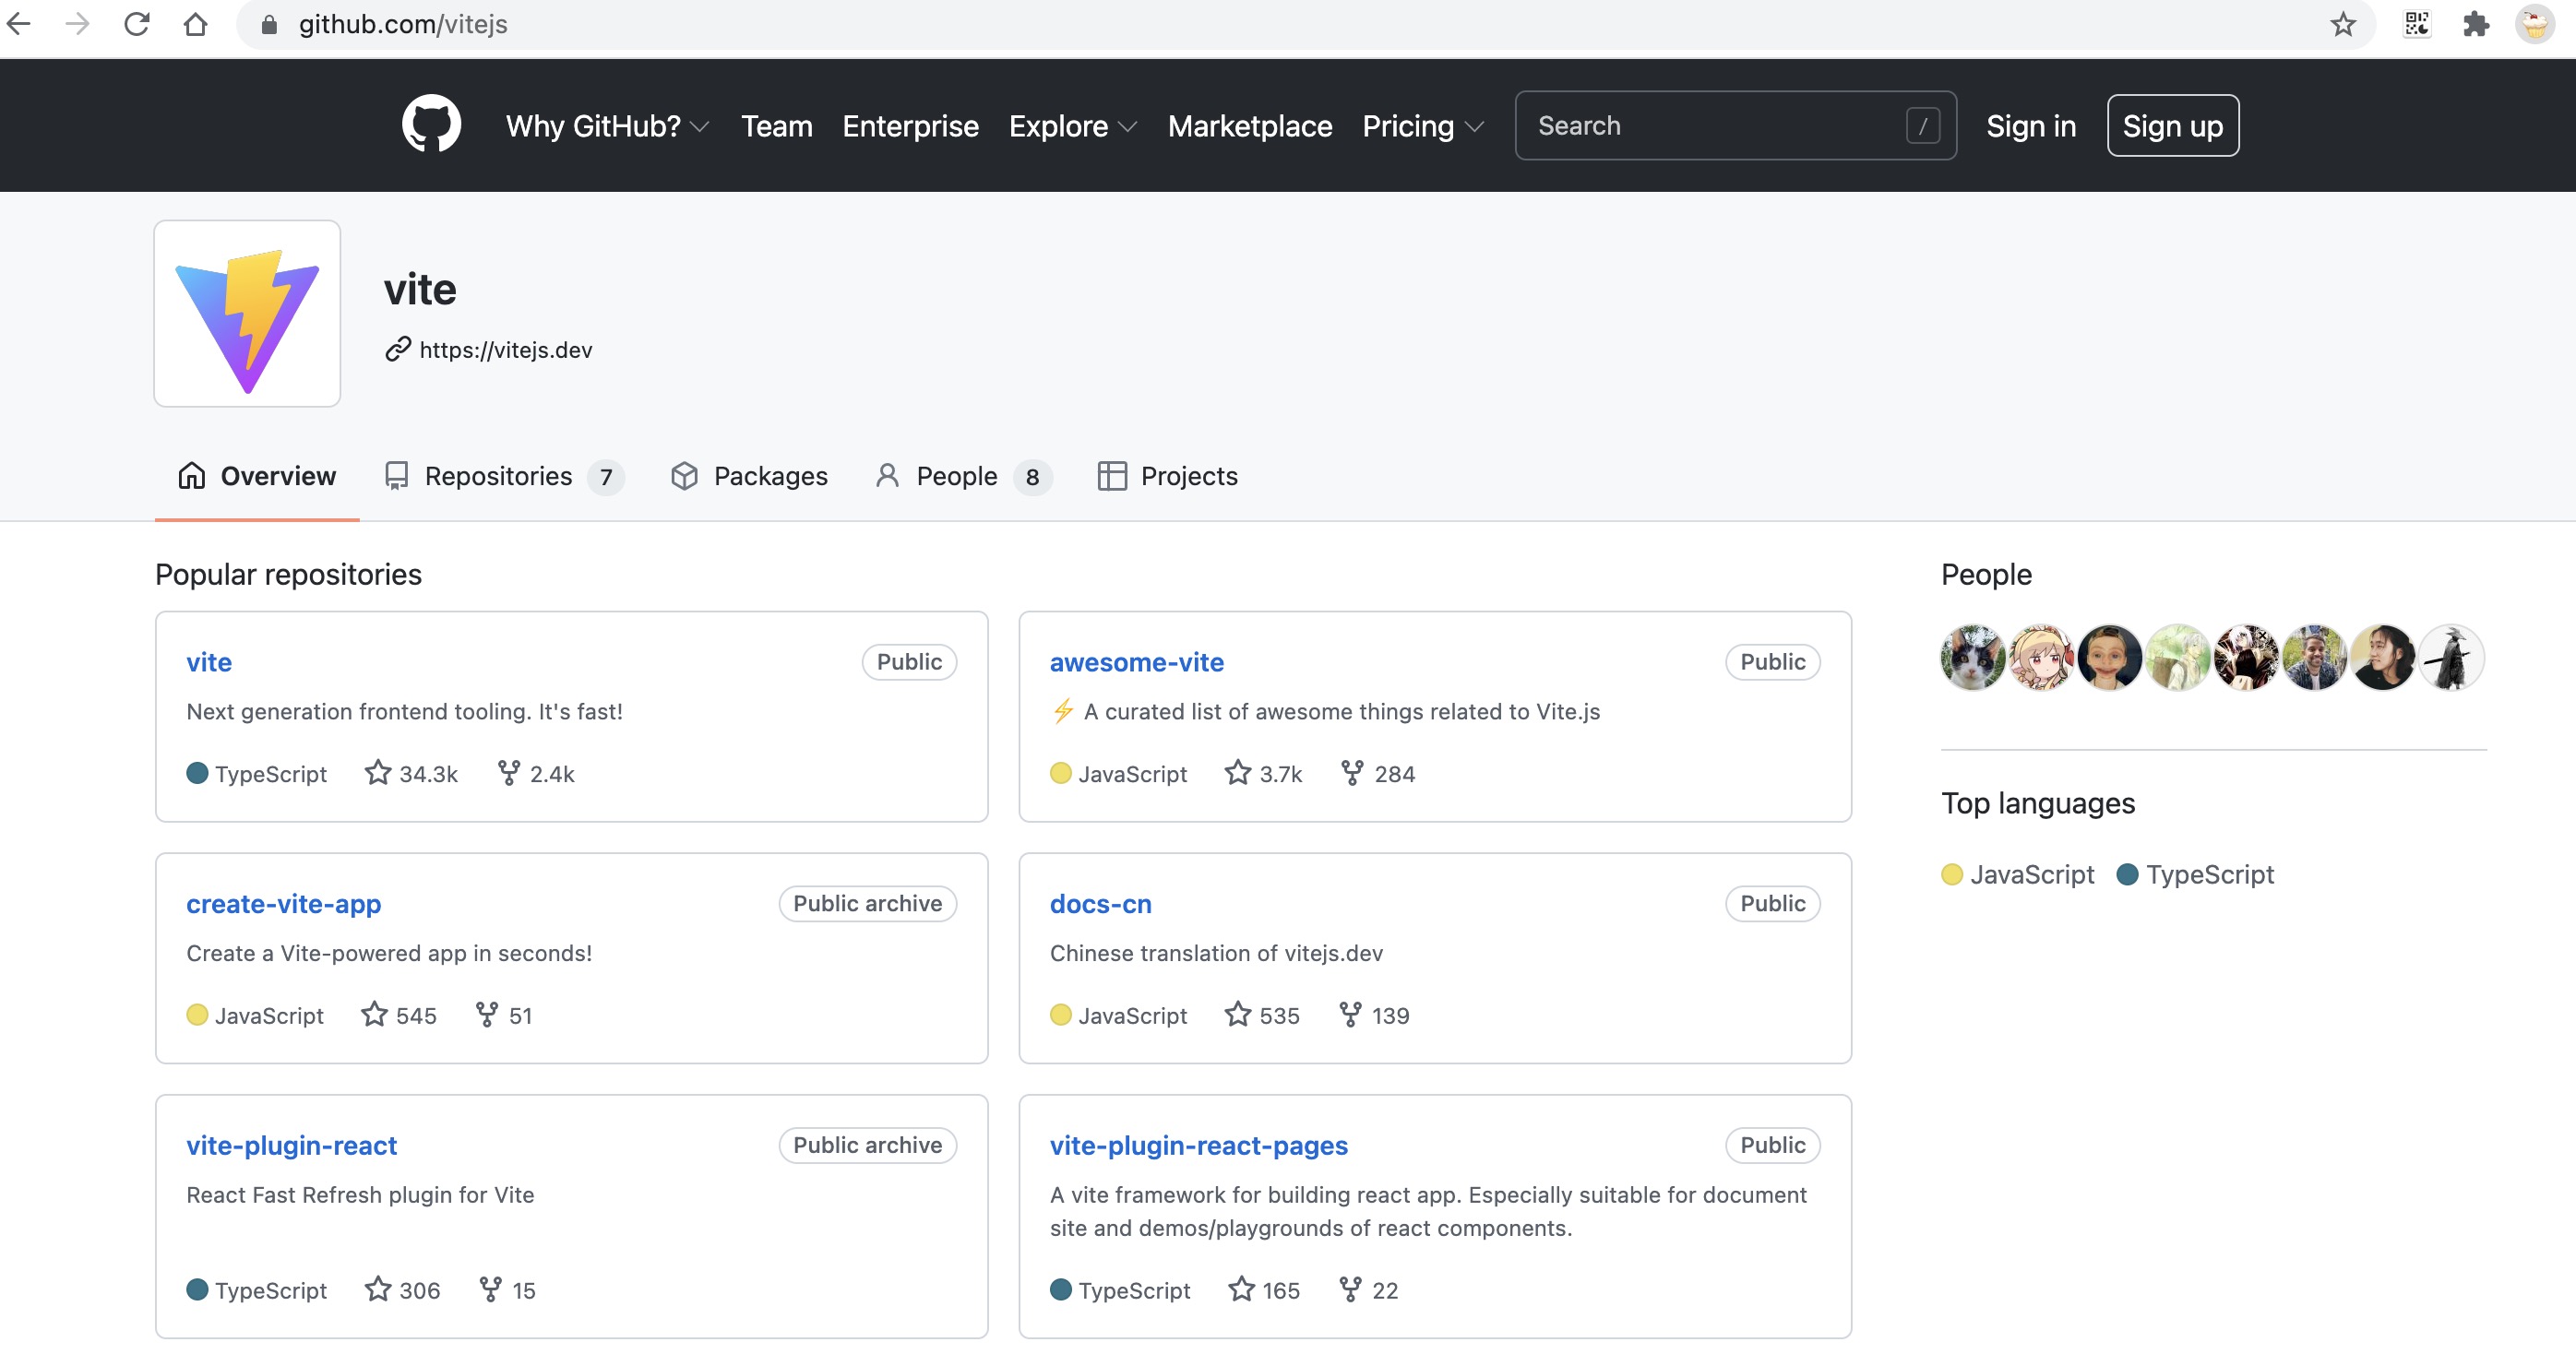 github.com/vitejs
Why GitHub? Team Enterprise Explore Marketplace Pricing Search / Sign in Sign up
vite
https://vitejs.dev
Overview Repositories 7 Packages People 8 Projects
Popular repositories
vite Public
Next generation frontend tooling. It's fast!
TypeScript 34.3k 2.4k
awesome-vite Public
⚡ A curated list of awesome things related to Vite.js
JavaScript 3.7k 284
create-vite-app Public archive
Create a Vite-powered app in seconds!
JavaScript 545 51
docs-cn Public
Chinese translation of vitejs.dev
JavaScript 535 139
vite-plugin-react Public archive
React Fast Refresh plugin for Vite
TypeScript 306 15
vite-plugin-react-pages Public
A vite framework for building react app. Especially suitable for document
site and demos/playgrounds of react components.
TypeScript 165 22
People
Top languages
JavaScript TypeScript